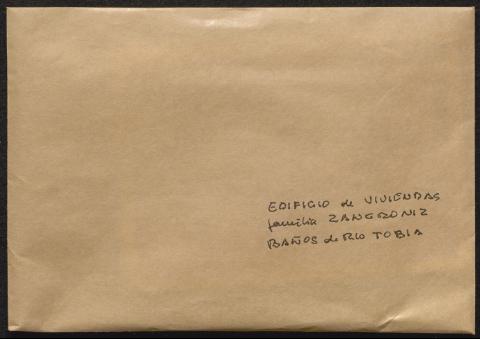 EDIFICIO de VIVIENDAS
familia ZANGRONIZ
BAÑOS de RIO TOBIA